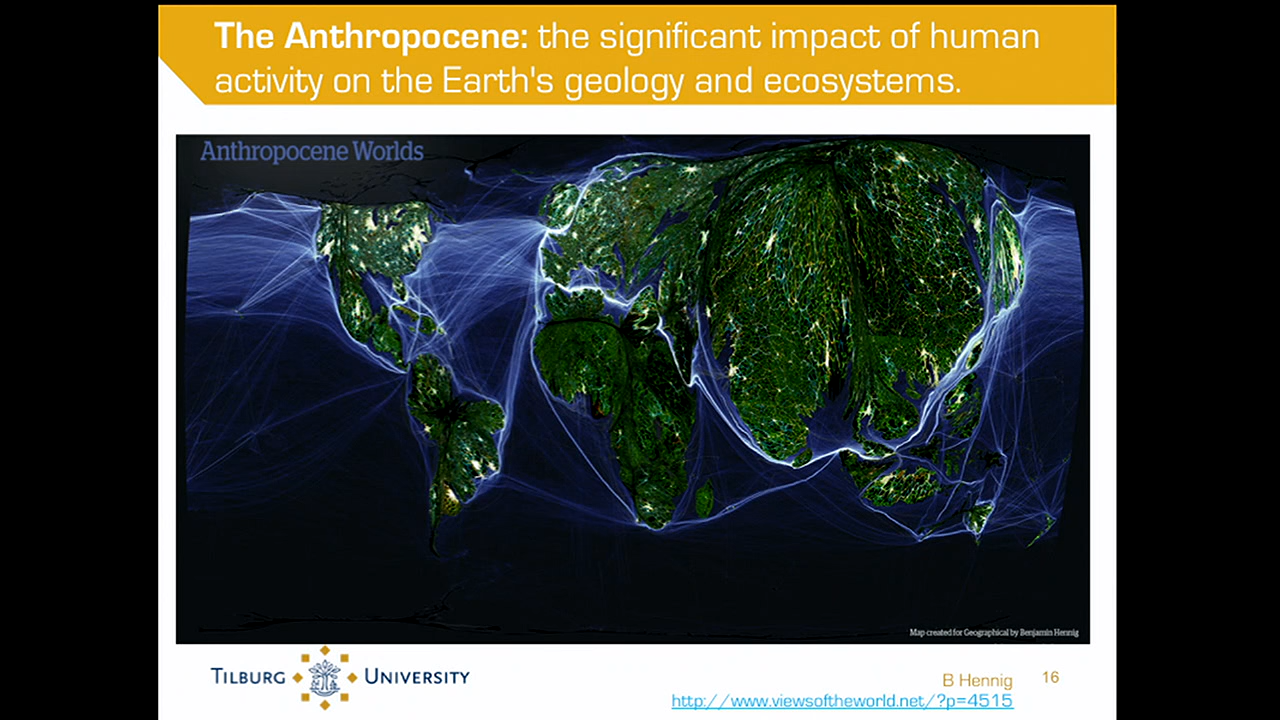 The Anthropocene: the significant impact of human
activity on the Earth's geology and ecosystems.
Anthropocene Worlds
Map created for Geographical by Benjamin Hennig
TILBURG UNIVERSITY
B Hennig 16
http://www.viewsoftheworld.net/?p=4515